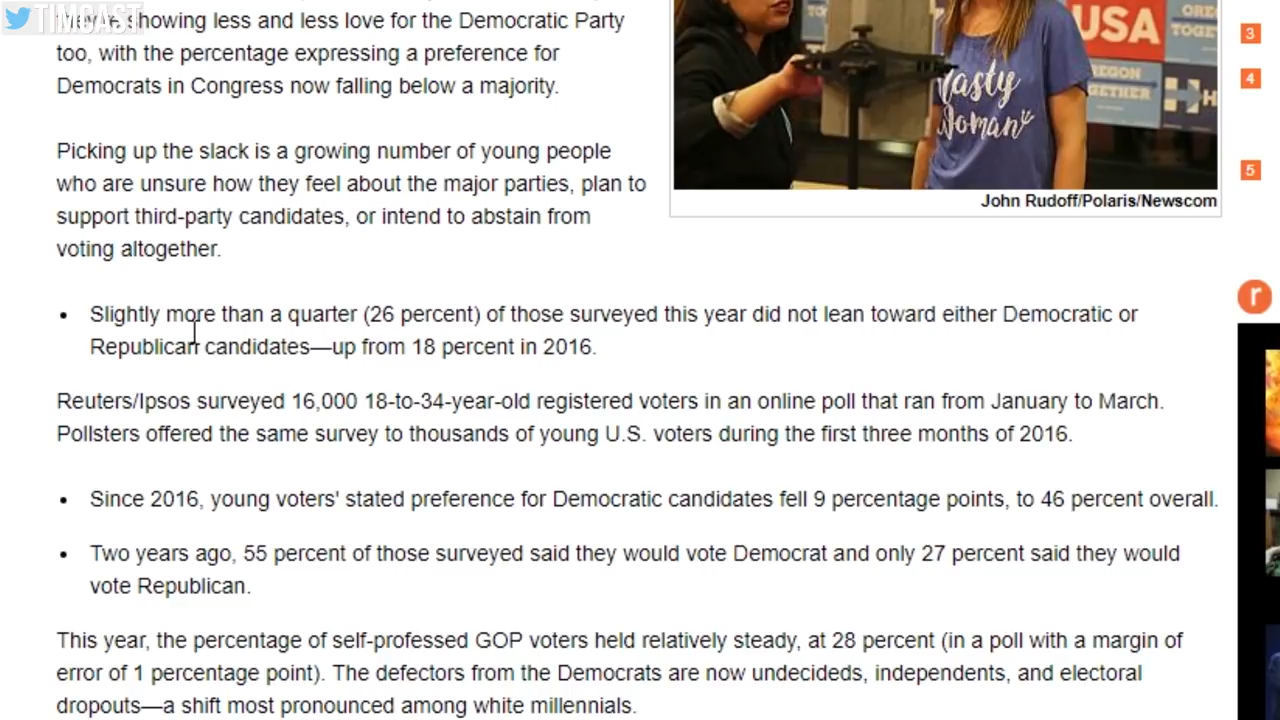 TIMCAST
they're showing less and less love for the Democratic Party
too, with the percentage expressing a preference for
Democrats in Congress now falling below a majority.
Picking up the slack is a growing number of young people
who are unsure how they feel about the major parties, plan to
support third-party candidates, or intend to abstain from
voting altogether.
USA
OREGON
TOGETHER
Nasty
Woman
H
John Rudoff/Polaris/Newscom
3
4
5
r
• Slightly more than a quarter (26 percent) of those surveyed this year did not lean toward either Democratic or
Republican candidates—up from 18 percent in 2016.
Reuters/Ipsos surveyed 16,000 18-to-34-year-old registered voters in an online poll that ran from January to March.
Pollsters offered the same survey to thousands of young U.S. voters during the first three months of 2016.
• Since 2016, young voters' stated preference for Democratic candidates fell 9 percentage points, to 46 percent overall.
• Two years ago, 55 percent of those surveyed said they would vote Democrat and only 27 percent said they would
vote Republican.
This year, the percentage of self-professed GOP voters held relatively steady, at 28 percent (in a poll with a margin of
error of 1 percentage point). The defectors from the Democrats are now undecideds, independents, and electoral
dropouts—a shift most pronounced among white millennials.